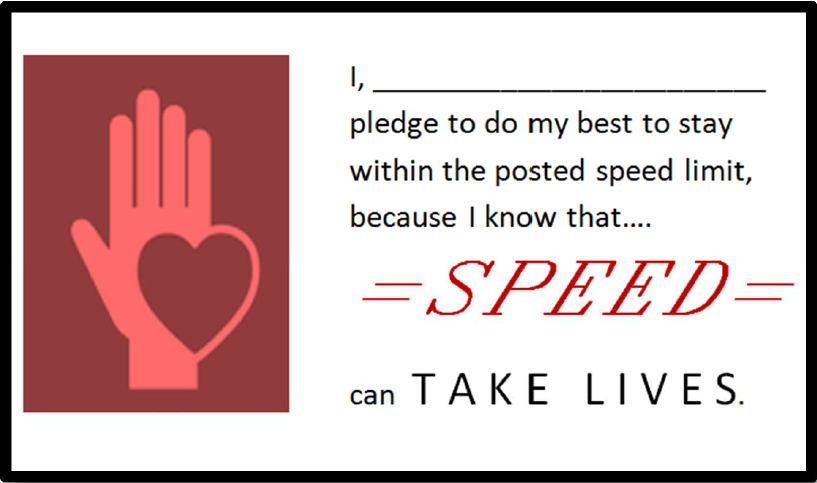 I, ________________________
pledge to do my best to stay
within the posted speed limit,
because I know that....
=SPEED=
can TAKE LIVES.